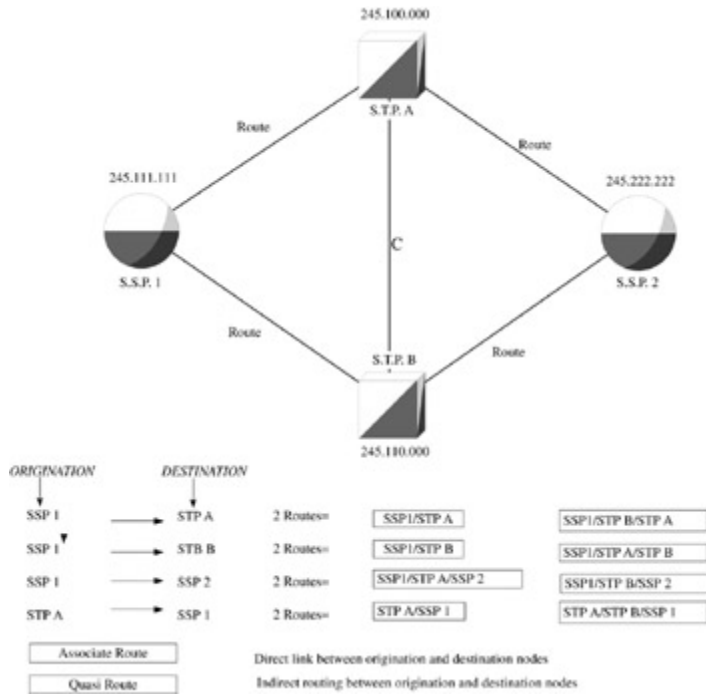 245.100.000
S.T.P. A
Route
Route
245.111.111
245.222.222
C
S.S.P. 1
S.S.P. 2
Route
Route
S.T.P. B
245.110.000
ORIGINATION DESTINATION
SSP 1 STP A 2 Routes= SSP1/STP A SSP1/STP B/STP A
SSP 1 STB B 2 Routes= SSP1/STP B SSP1/STP A/STP B
SSP 1 SSP 2 2 Routes= SSP1/STP A/SSP 2 SSP1/STP B/SSP 2
STP A SSP 1 2 Routes= STP A/SSP 1 STP A/STP B/SSP 1
Associate Route Direct link between origination and destination nodes
Quasi Route Indirect routing between origination and destination nodes